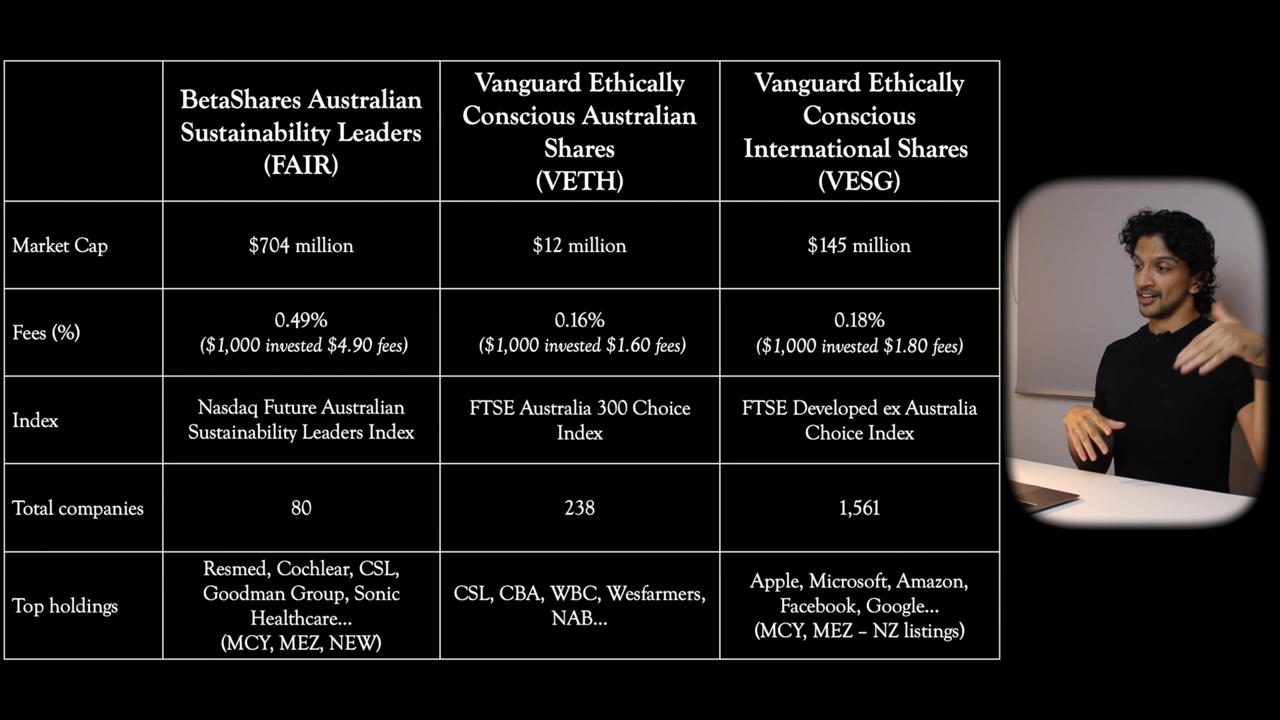 BetaShares Australian
Sustainability Leaders
(FAIR)
Vanguard Ethically
Conscious Australian
Shares
(VETH)
Vanguard Ethically
Conscious
International Shares
(VESG)
Market Cap
$704 million
$12 million
$145 million
Fees (%)
0.49%
($1,000 invested $4.90 fees)
0.16%
($1,000 invested $1.60 fees)
0.18%
($1,000 invested $1.80 fees)
Index
Nasdaq Future Australian
Sustainability Leaders Index
FTSE Australia 300 Choice
Index
FTSE Developed ex Australia
Choice Index
Total companies
80
238
1,561
Top holdings
Resmed, Cochlear, CSL,
Goodman Group, Sonic
Healthcare...
(MCY, MEZ, NEW)
CSL, CBA, WBC, Wesfarmers,
NAB...
Apple, Microsoft, Amazon,
Facebook, Google...
(MCY, MEZ – NZ listings)